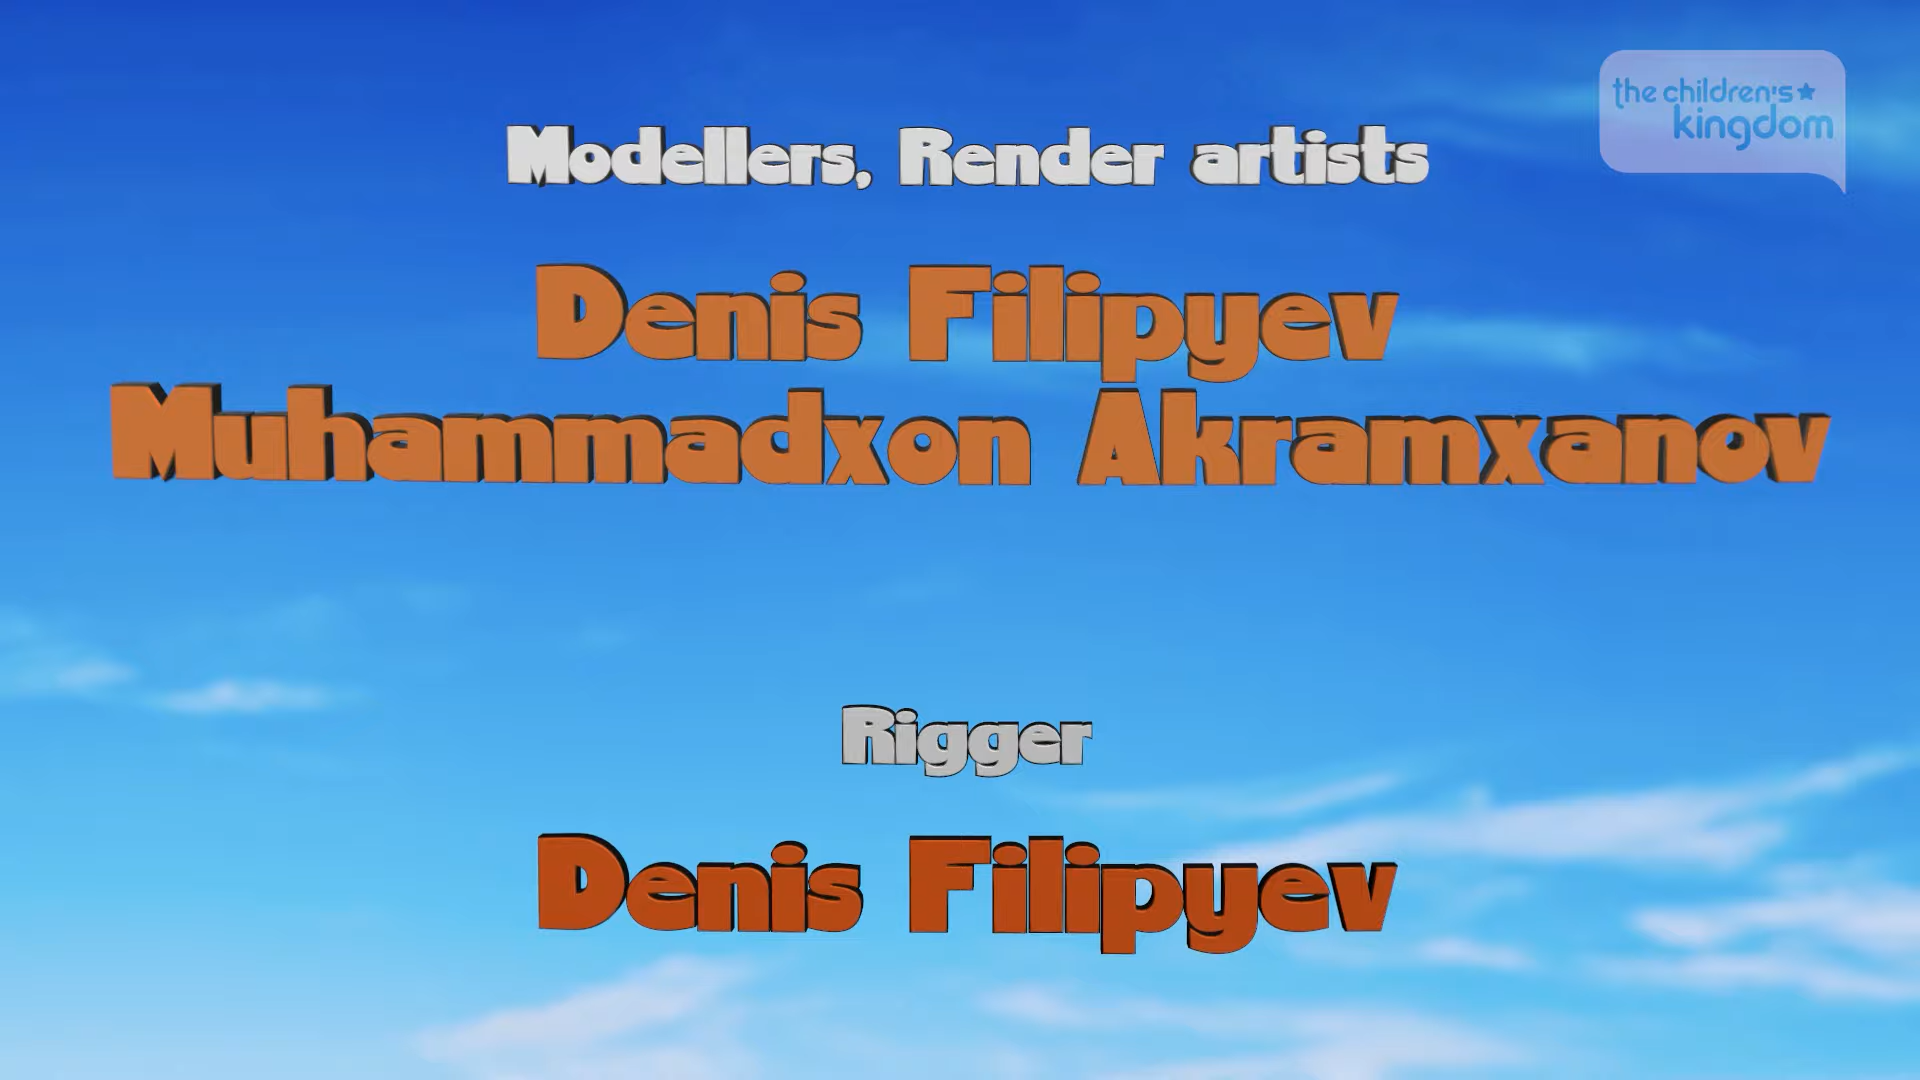 the children's
kingdom
Modellers, Render artists
Denis Filipyev
Muhammadxon Akramxanov
Rigger
Denis Filipyev